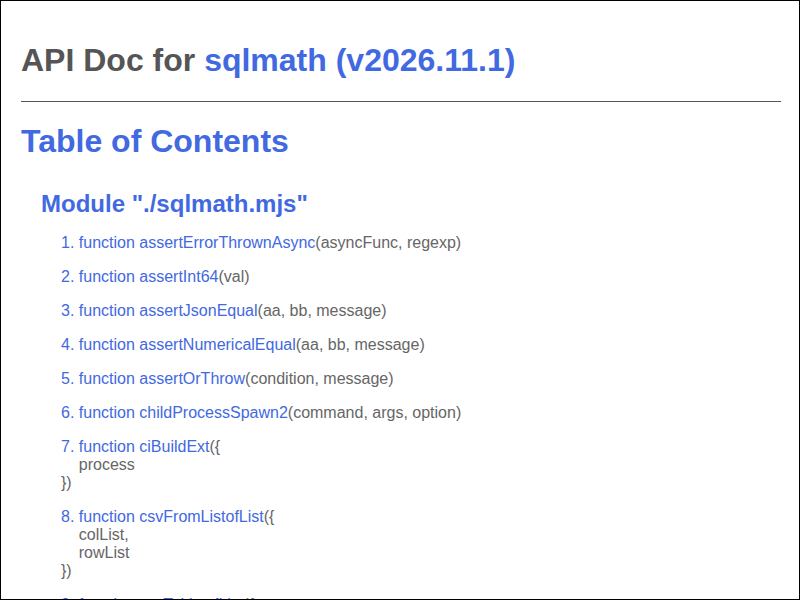 API Doc for sqlmath (v2026.11.1)
Table of Contents
Module "./sqlmath.mjs"
1. function assertErrorThrownAsync(asyncFunc, regexp)
2. function assertInt64(val)
3. function assertJsonEqual(aa, bb, message)
4. function assertNumericalEqual(aa, bb, message)
5. function assertOrThrow(condition, message)
6. function childProcessSpawn2(command, args, option)
7. function ciBuildExt({
process
})
8. function csvFromListofList({
colList,
rowList
})